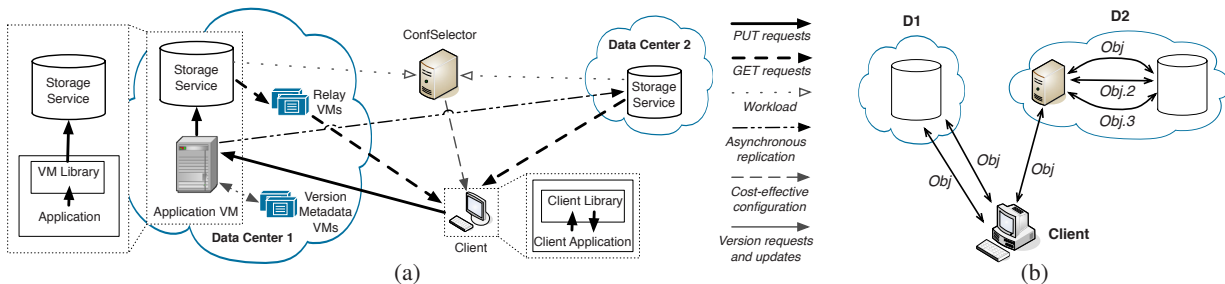 Storage
Service
VM Library
Application
Storage
Service
Application VM
Relay
VMs
Version
Metadata
VMs
Data Center 1
ConfSelector
Data Center 2
Storage
Service
Client
Client Library
Client Application
(a)
PUT requests
GET requests
Workload
Asynchronous
replication
Cost-effective
configuration
Version requests
and updates
D1
D2
Obj
Obj.2
Obj.3
Obj
Obj
Obj
Client
(b)